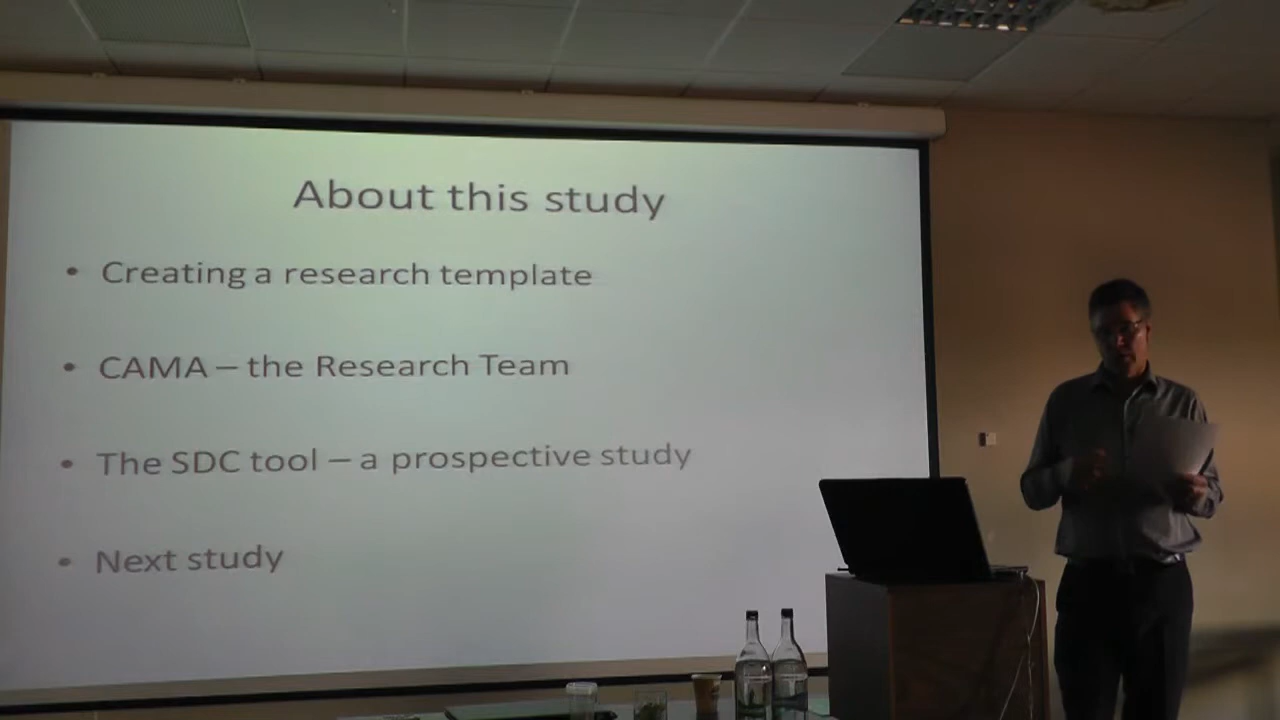 About this study
• Creating a research template
• CAMA – the Research Team
• The SDC tool – a prospective study
• Next study